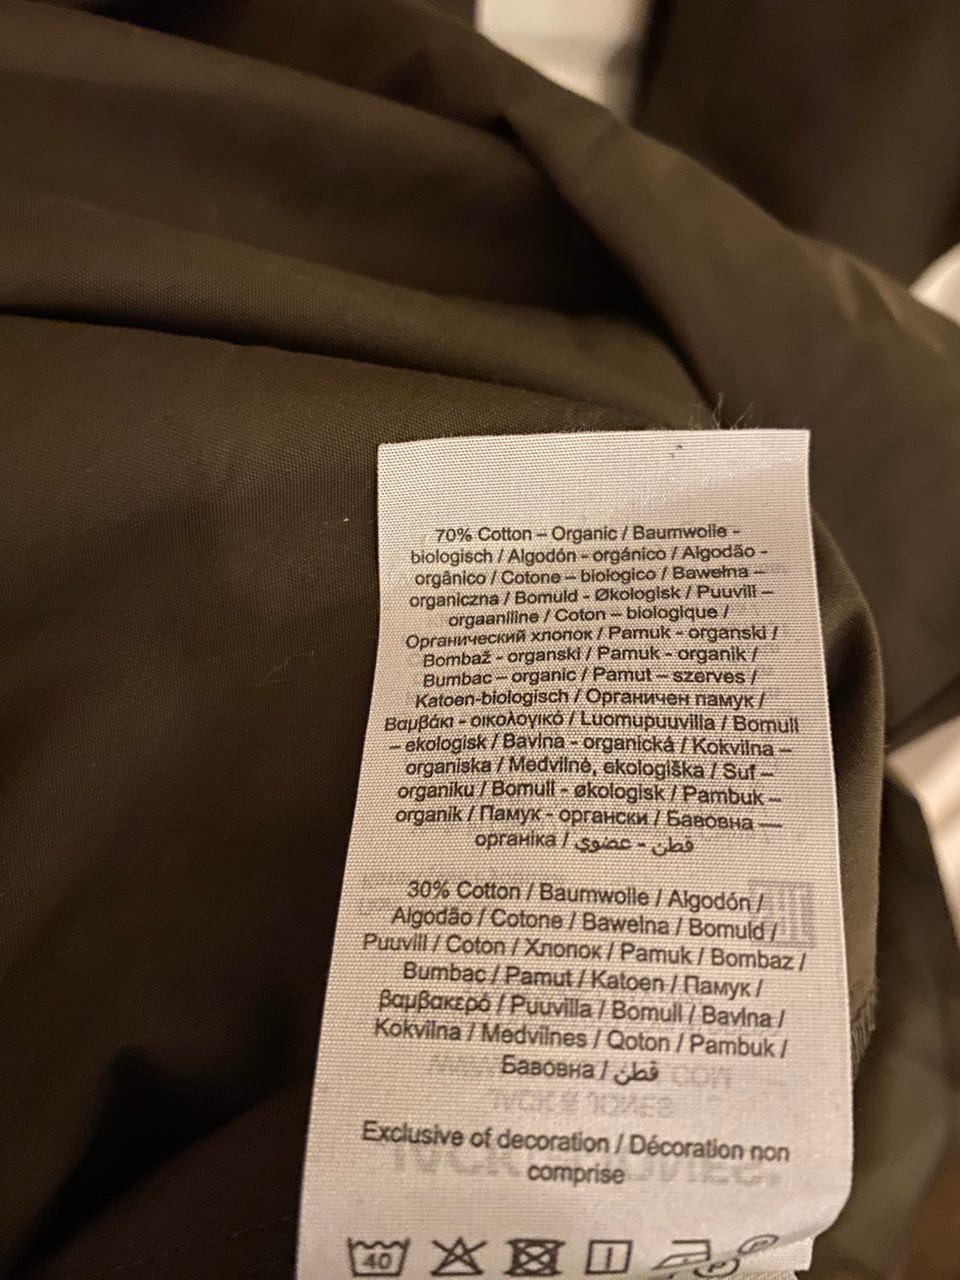 70% Cotton – Organic / Baumwolle -
biologisch / Algodón - orgánico / Algodão -
orgânico / Cotone – biologico / Bawełna –
organiczna / Bomuld - Økologisk / Puuvill –
orgaaniline / Coton – biologique /
Органический хлопок / Pamuk - organski /
Bombaž - organski / Pamuk - organik /
Bumbac – organic / Pamut – szerves /
Katoen-biologisch / Органичен памук /
Βαμβάκι - οικολογικό / Luomupuuvilla / Bomull
– ekologisk / Bavlna - organická / Kokvilna –
organiska / Medvilnė, ekologiška / Suf –
organiku / Bomull - økologisk / Pambuk –
organik / Памук - органски / Бавовна —
органіка / قطن - عضوي
30% Cotton / Baumwolle / Algodón /
Algodão / Cotone / Bawelna / Bomuld /
Puuvill / Coton / Хлопок / Pamuk / Bombaz /
Bumbac / Pamut / Katoen / Памук /
βαμβακερό / Puuvilla / Bomull / Bavlna /
Kokvilna / Medvilnes / Qoton / Pambuk /
Бавовна / قطن
Exclusive of decoration / Décoration non
comprise
40
P
P